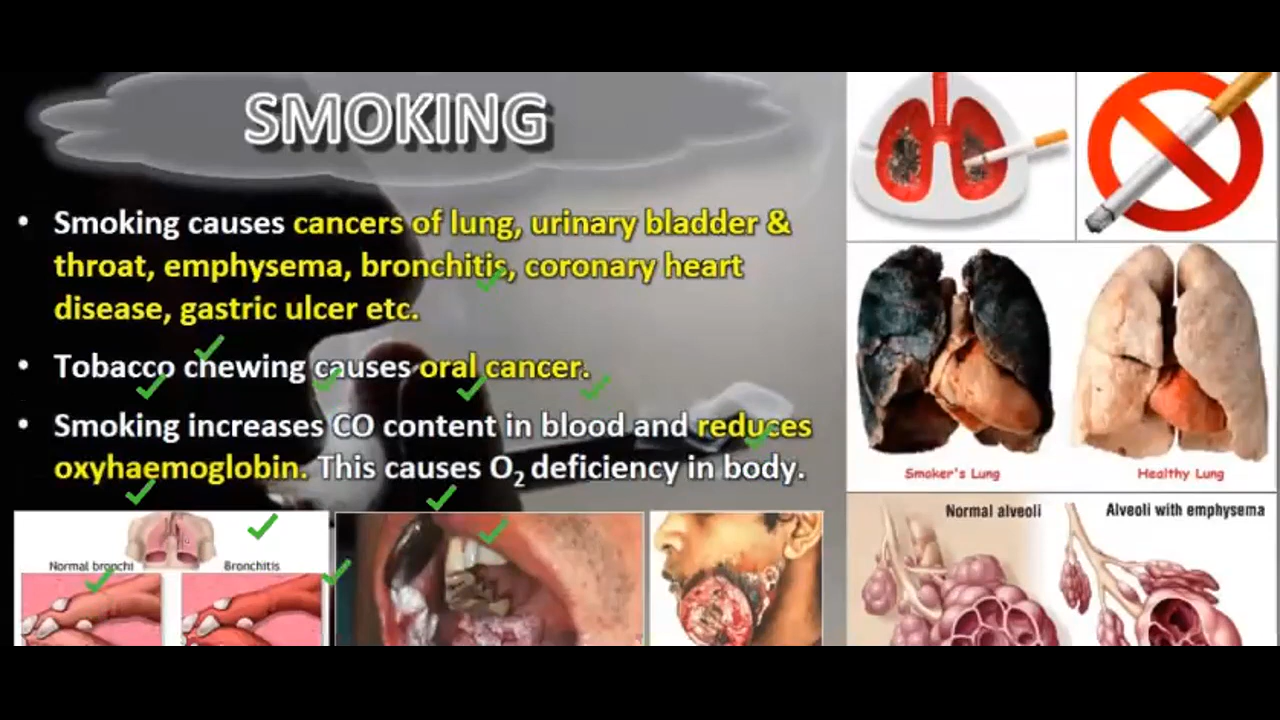 SMOKING
• Smoking causes cancers of lung, urinary bladder &
throat, emphysema, bronchitis, coronary heart
disease, gastric ulcer etc.
• Tobacco chewing causes oral cancer.
• Smoking increases CO content in blood and reduces
oxyhaemoglobin. This causes O₂ deficiency in body.
Normal bronchi
Bronchitis
Smoker's Lung
Healthy Lung
Normal alveoli
Alveoli with emphysema